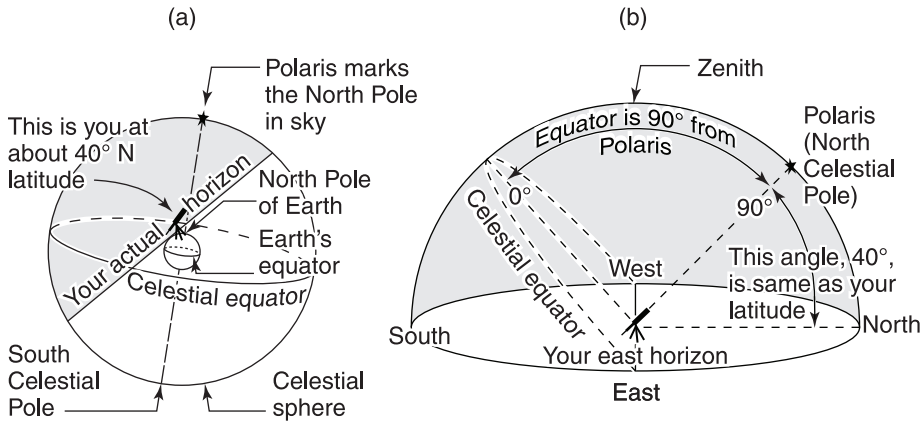 (a)
Polaris marks
the North Pole
in sky
This is you at
about 40° N
latitude
Your actual horizon
North Pole
of Earth
Earth's
equator
Celestial equator
South
Celestial
Pole
Celestial
sphere
(b)
Zenith
Equator is 90° from
Polaris
Polaris
(North
Celestial
Pole)
0°
90°
Celestial equator
This angle, 40°,
is same as your
latitude
West
South
North
Your east horizon
East